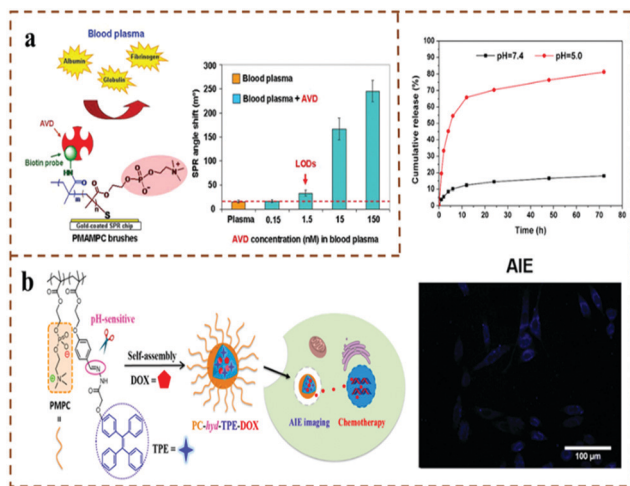 a
Blood plasma
Albumin
Fibrinogen
Globulin
AVD
Biotin probe
HN
O
m
n
S
Gold-coated SPR chip
PMAMPC brushes
SPR angle shift (m°)
300
250
200
150
100
50
0
Blood plasma
Blood plasma + AVD
LODs
Plasma
0.15
1.5
15
150
AVD concentration (nM) in blood plasma
Cumulative release (%)
100
90
80
70
60
50
40
30
20
10
0
pH=7.4
pH=5.0
0
10
20
30
40
50
60
70
80
Time (h)
b
pH-sensitive
PMPC
=
NH
TPE =
Self-assembly
DOX =
PC-hyd-TPE-DOX
AIE imaging
Chemotherapy
AIE
100 μm